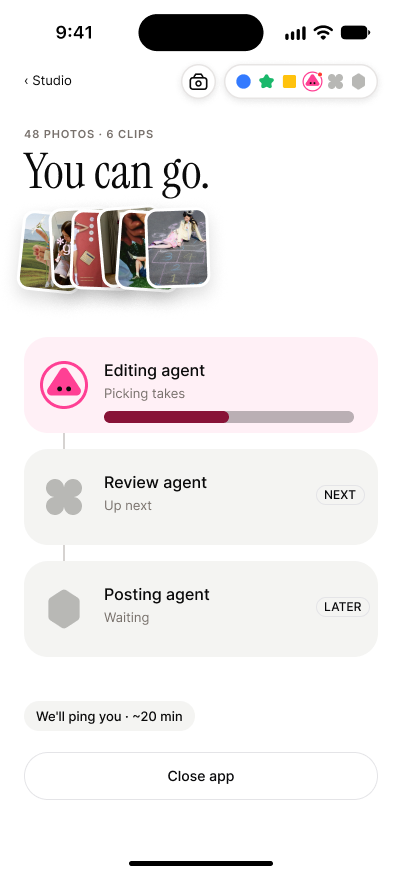 9:41
‹ Studio
48 PHOTOS · 6 CLIPS
You can go.
Editing agent
Picking takes
Review agent
Up next
NEXT
Posting agent
Waiting
LATER
We'll ping you · ~20 min
Close app